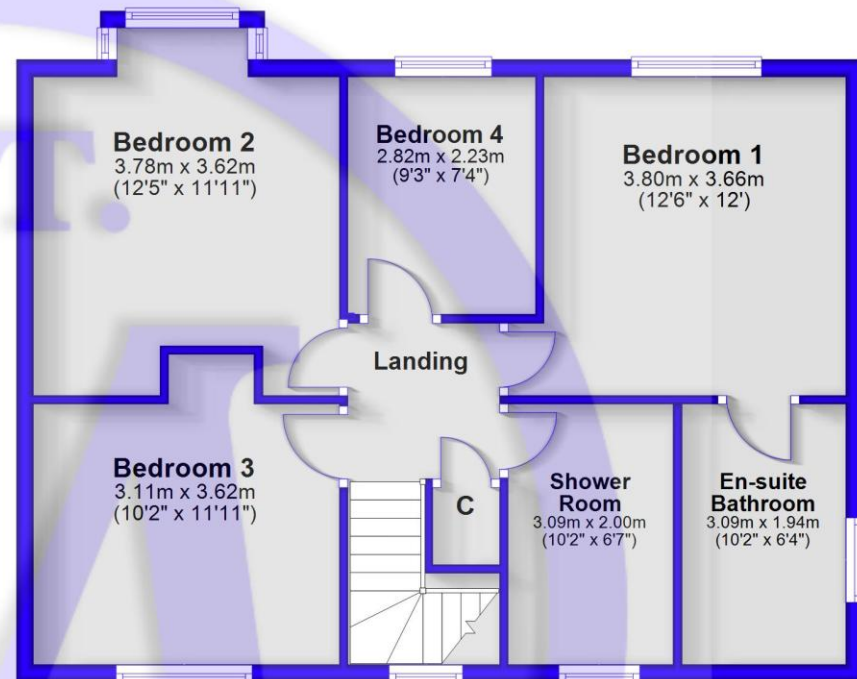 Bedroom 2
3.78m x 3.62m
(12'5" x 11'11")
Bedroom 4
2.82m x 2.23m
(9'3" x 7'4")
Bedroom 1
3.80m x 3.66m
(12'6" x 12')
Landing
Bedroom 3
3.11m x 3.62m
(10'2" x 11'11")
C
Shower
Room
3.09m x 2.00m
(10'2" x 6'7")
En-suite
Bathroom
3.09m x 1.94m
(10'2" x 6'4")